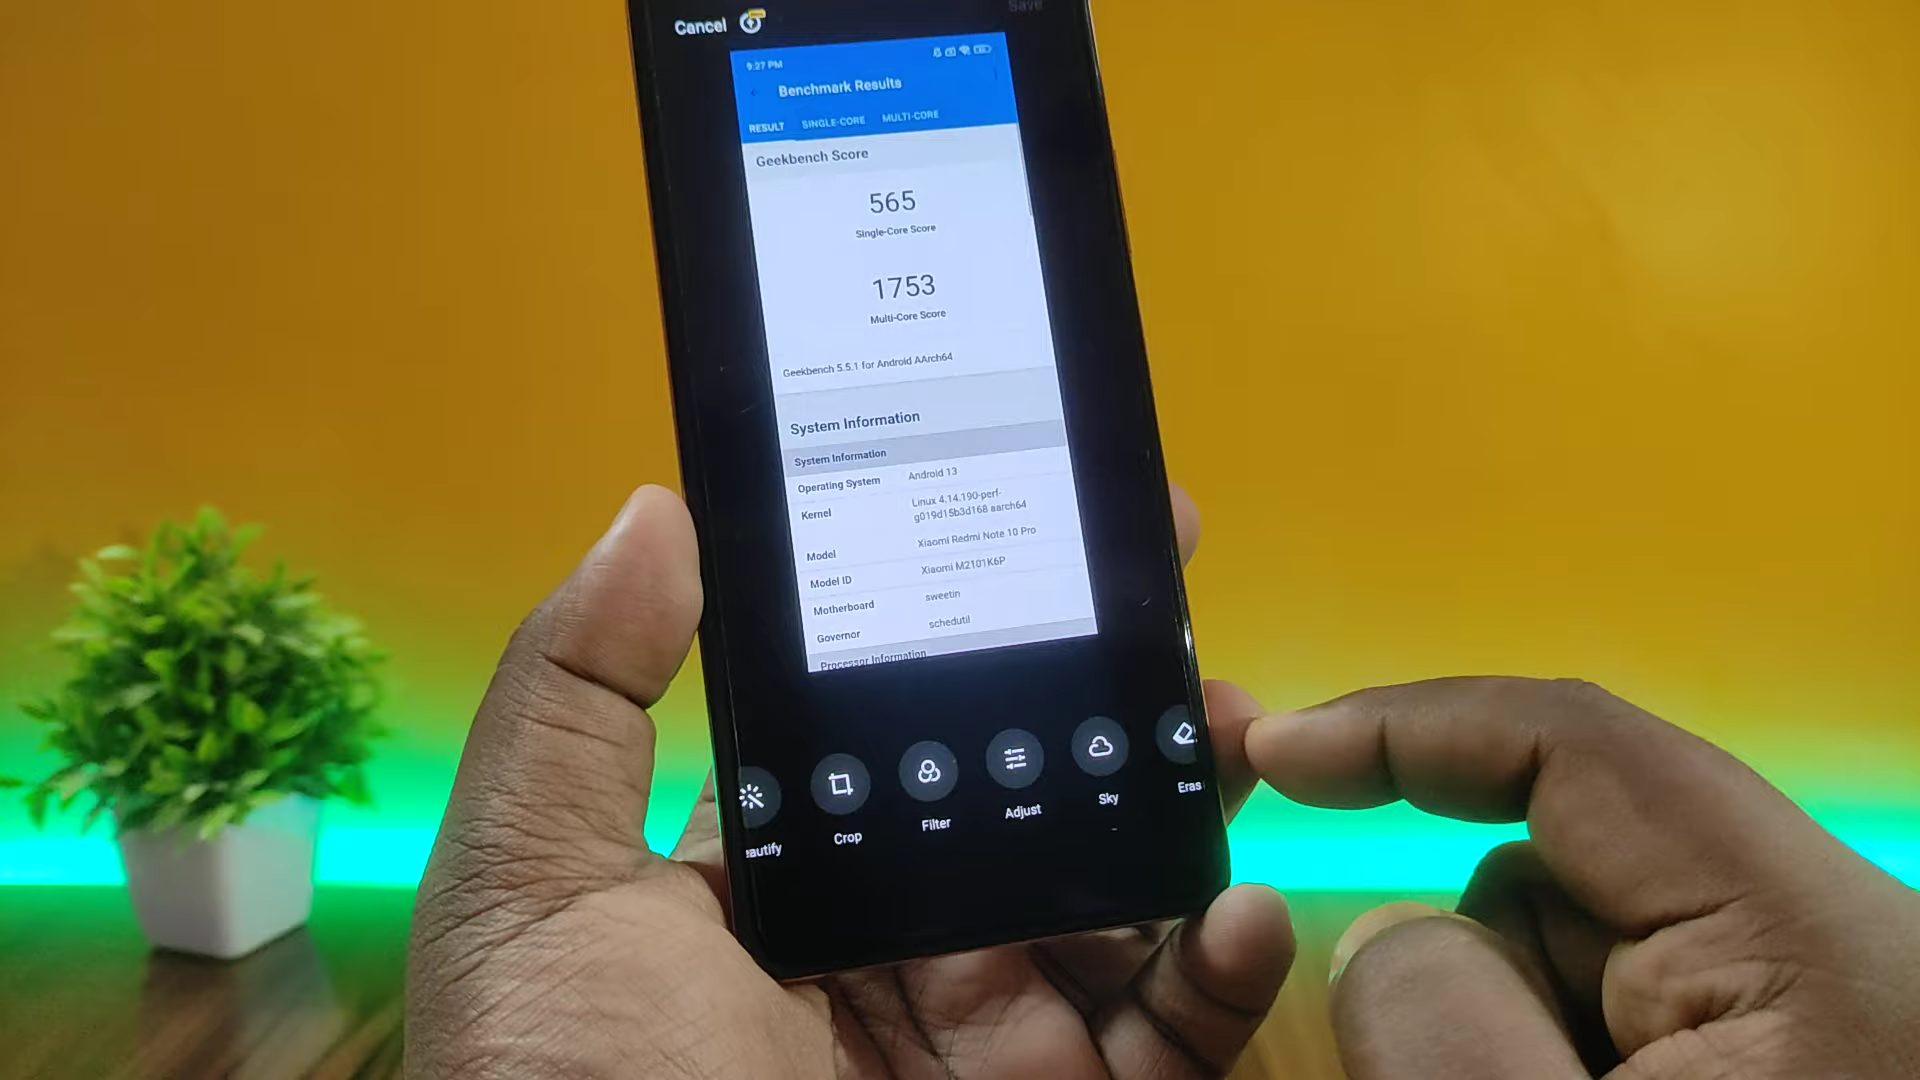 Cancel
Save
9:27 PM
Benchmark Results
RESULT SINGLE-CORE MULTI-CORE
Geekbench Score
565
Single-Core Score
1753
Multi-Core Score
Geekbench 5.5.1 for Android AArch64
System Information
System Information
Operating System Android 13
Kernel Linux 4.14.190-perf-
g019d15b3d168 aarch64
Model Xiaomi Redmi Note 10 Pro
Model ID Xiaomi M2101K6P
Motherboard sweetin
Governor schedutil
Processor Information
eautify Crop Filter Adjust Sky Eras